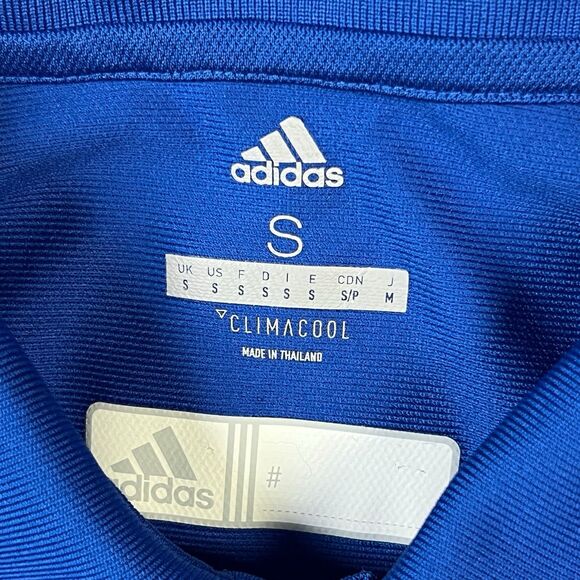 adidas
S
UK US F D I E CDN J
S S S S S S S/P M
CLIMACOOL
MADE IN THAILAND
adidas
#